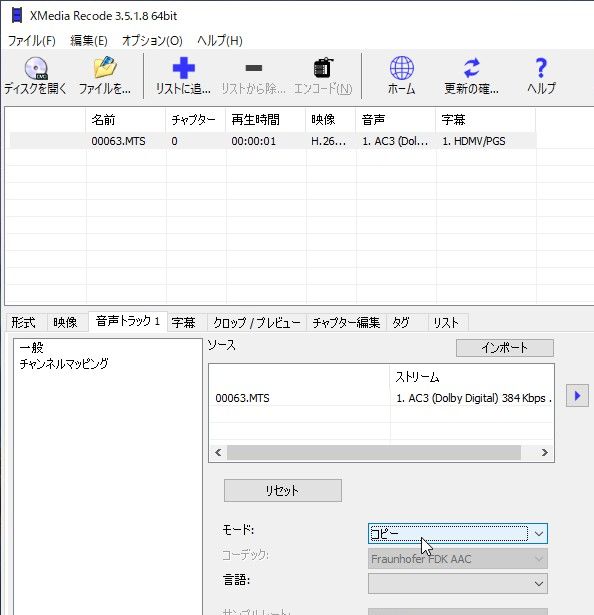 XMedia Recode 3.5.1.8 64bit
ファイル(F) 編集(E) オプション(O) ヘルプ(H)
ディスクを開く ファイルを... リストに追... リストから除... エンコード(N) ホーム 更新の確... ヘルプ
名前 チャプター 再生時間 映像 音声 字幕
00063.MTS 0 00:00:01 H.26... 1. AC3 (Dol... 1. HDMV/PGS
形式 映像 音声トラック 1 字幕 クロップ / プレビュー チャプター編集 タグ リスト
一般
チャンネルマッピング
ソース
インポート
ストリーム
00063.MTS 1. AC3 (Dolby Digital) 384 Kbps .
リセット
モード: コピー
コーデック: Fraunhofer FDK AAC
言語:
サンプルレート: